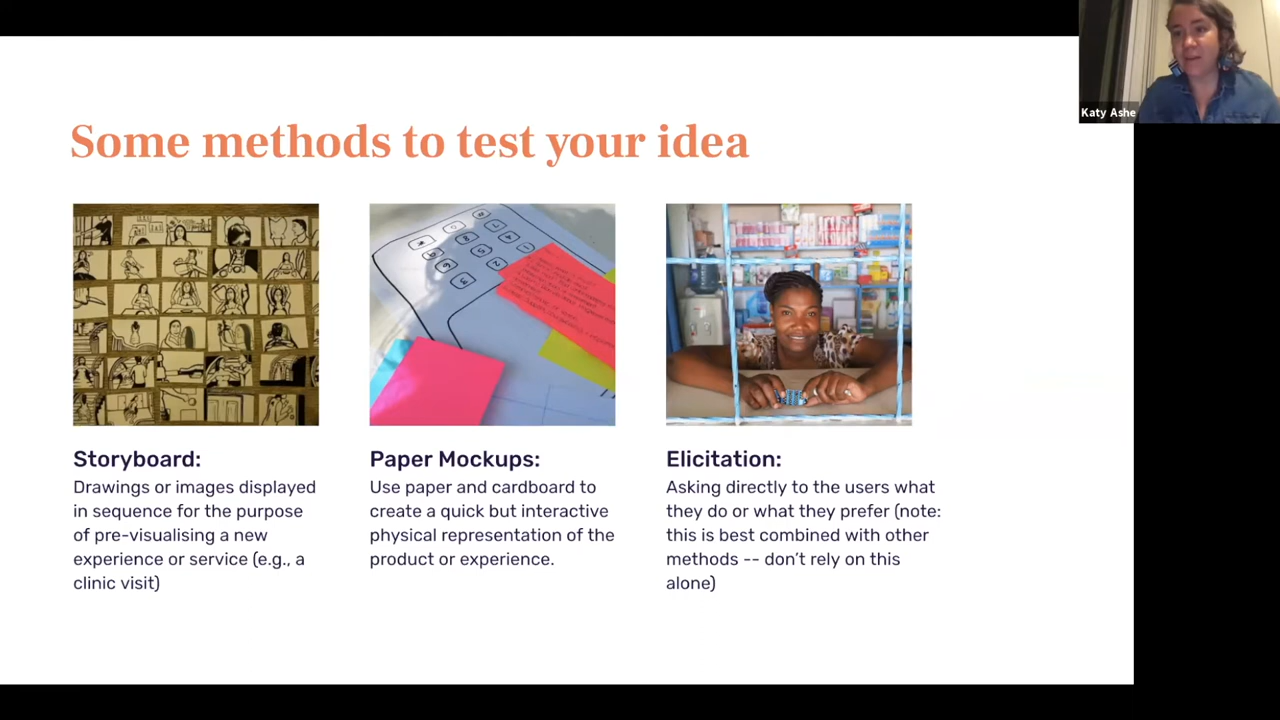 Katy Ashe
Some methods to test your idea
Storyboard:
Drawings or images displayed
in sequence for the purpose
of pre-visualising a new
experience or service (e.g., a
clinic visit)
Paper Mockups:
Use paper and cardboard to
create a quick but interactive
physical representation of the
product or experience.
Elicitation:
Asking directly to the users what
they do or what they prefer (note:
this is best combined with other
methods -- don't rely on this
alone)